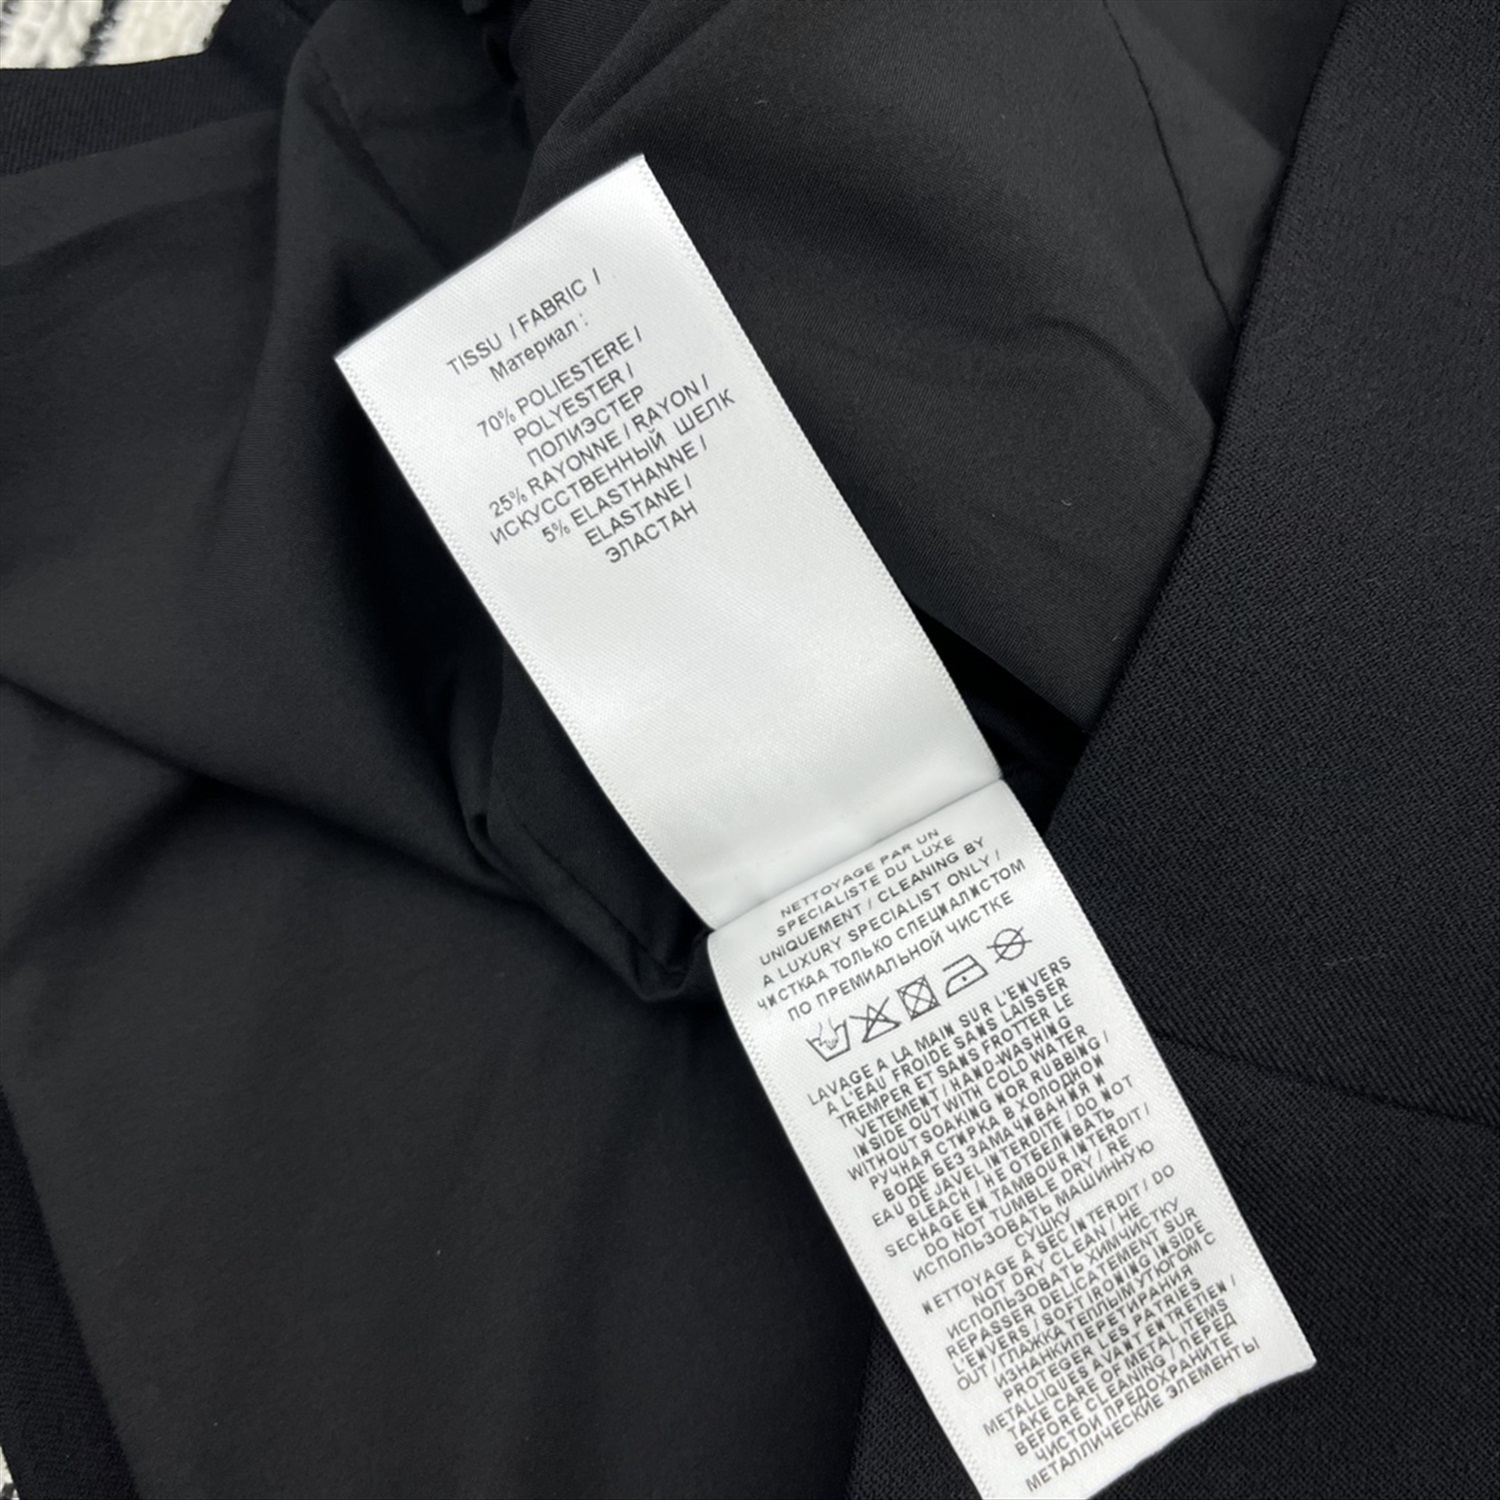 TISSU / FABRIC /
Материал :
70% POLIESTERE /
POLYESTER /
ПОЛИЭСТЕР
25% RAYONNE / RAYON /
ИСКУССТВЕННЫЙ ШЕЛК
5% ELASTHANNE /
ELASTANE /
ЭЛАСТАН
NETTOYAGE PAR UN
SPECIALISTE DU LUXE
UNIQUEMENT / CLEANING BY
A LUXURY SPECIALIST ONLY /
ЧИСТКАА ТОЛЬКО СПЕЦИАЛИСТОМ
ПО ПРЕМИАЛЬНОЙ ЧИСТКЕ
LAVAGE A LA MAIN SUR L'ENVERS
A L'EAU FROIDE SANS LAISSER
TREMPER ET SANS FROTTER LE
VETEMENT / HAND-WASHING
INSIDE OUT WITH COLD WATER
WITHOUT SOAKING NOR RUBBING /
РУЧНАЯ СТИРКА В ХОЛОДНОЙ
ВОДЕ БЕЗ ЗАМАЧИВАНИЯ И
EAU DE JAVEL INTERDITE / DO NOT
BLEACH / НЕ ОТБЕЛИВАТЬ
SECHAGE EN TAMBOUR INTERDIT /
DO NOT TUMBLE DRY / RE
ИСПОЛЬЗОВАТЬ МАШИННУЮ
СУШКУ
NETTOYAGE A SEC INTERDIT / DO
NOT DRY CLEAN / НЕ
ИСПОЛЬЗОВАТЬ ХИМЧИСТКУ
REPASSER DELICATEMENT SUR
L'ENVERS / SOFT IRONING INSIDE
OUT / ГЛАЖКА ТЕПЛЫМ УТЮГОМ С
ИЗНАНКИПЕРЕТИРАНИЯ
PROTEGER LES PATRIES
METALLIQUES AVANT ENTRETIEN /
TAKE CARE OF METAL ITEMS
BEFORE CLEANING / ПЕРЕД
ЧИСТОЙ ПРЕДОХРАНИТЕ
МЕТАЛЛИЧЕСКИЕ ЭЛЕМЕНТЫ